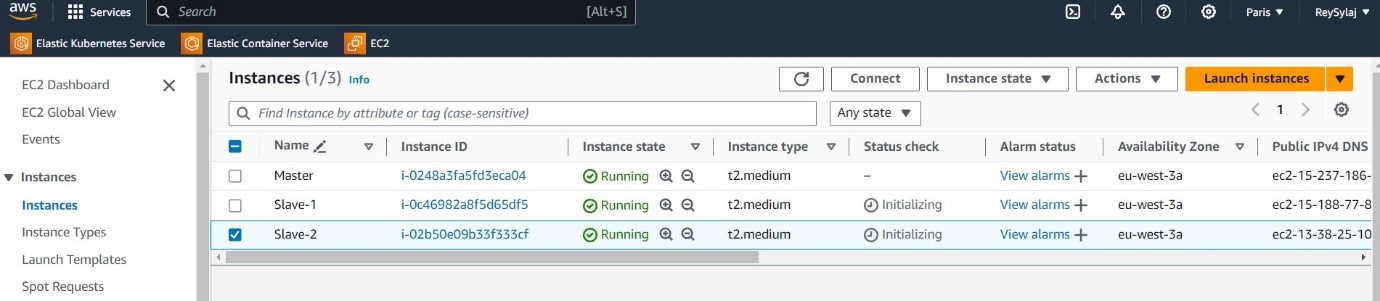 aws Services Search [Alt+S] Paris ReySylaj
Elastic Kubernetes Service Elastic Container Service EC2
EC2 Dashboard
EC2 Global View
Events
Instances
Instances
Instance Types
Launch Templates
Spot Requests
Instances (1/3) Info Connect Instance state Actions Launch instances
Find Instance by attribute or tag (case-sensitive) Any state 1
Name Instance ID Instance state Instance type Status check Alarm status Availability Zone Public IPv4 DNS
Master i-0248a3fa5fd3eca04 Running t2.medium – View alarms + eu-west-3a ec2-15-237-186-
Slave-1 i-0c46982a8f5d65df5 Running t2.medium Initializing View alarms + eu-west-3a ec2-15-188-77-8
Slave-2 i-02b50e09b33f333cf Running t2.medium Initializing View alarms + eu-west-3a ec2-13-38-25-10